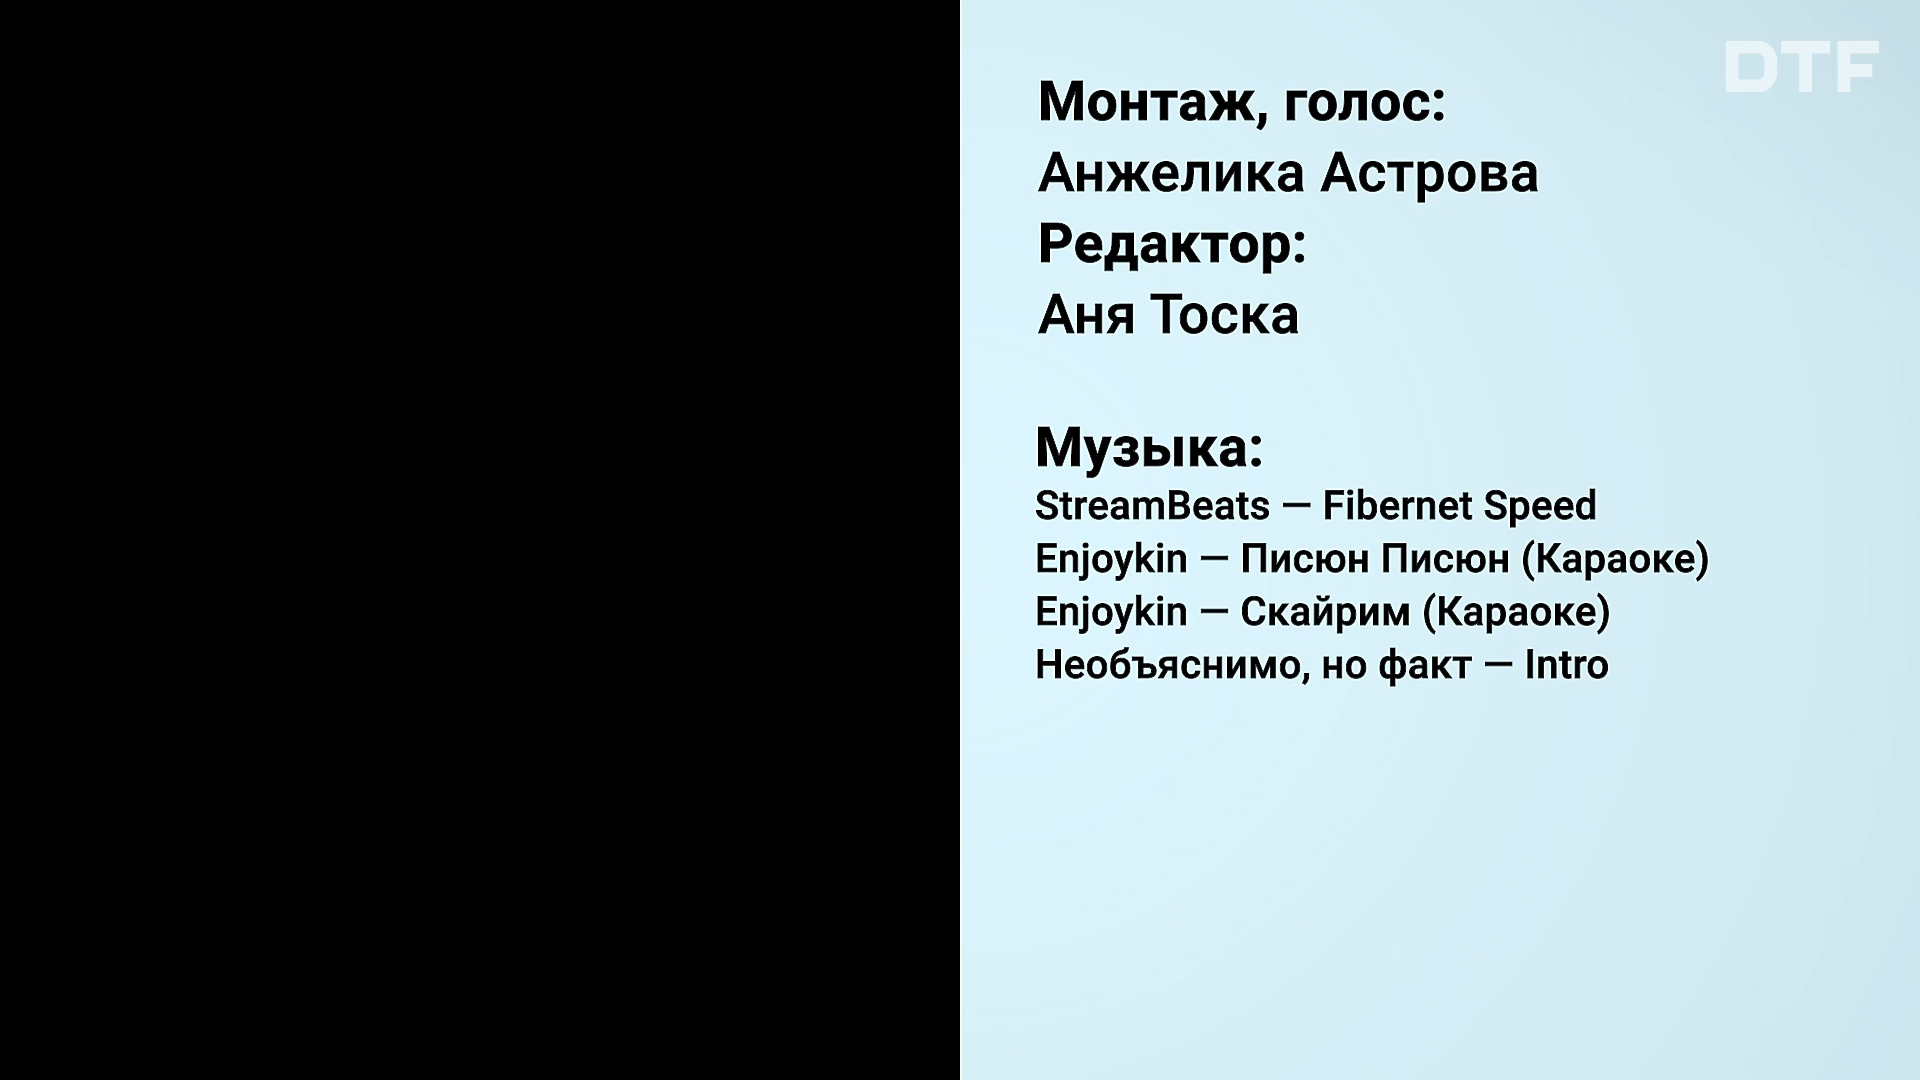 DTF
Монтаж, голос:
Анжелика Астрова
Редактор:
Аня Тоска
Музыка:
StreamBeats — Fibernet Speed
Enjoykin — Писюн Писюн (Караоке)
Enjoykin — Скайрим (Караоке)
Необъяснимо, но факт — Intro